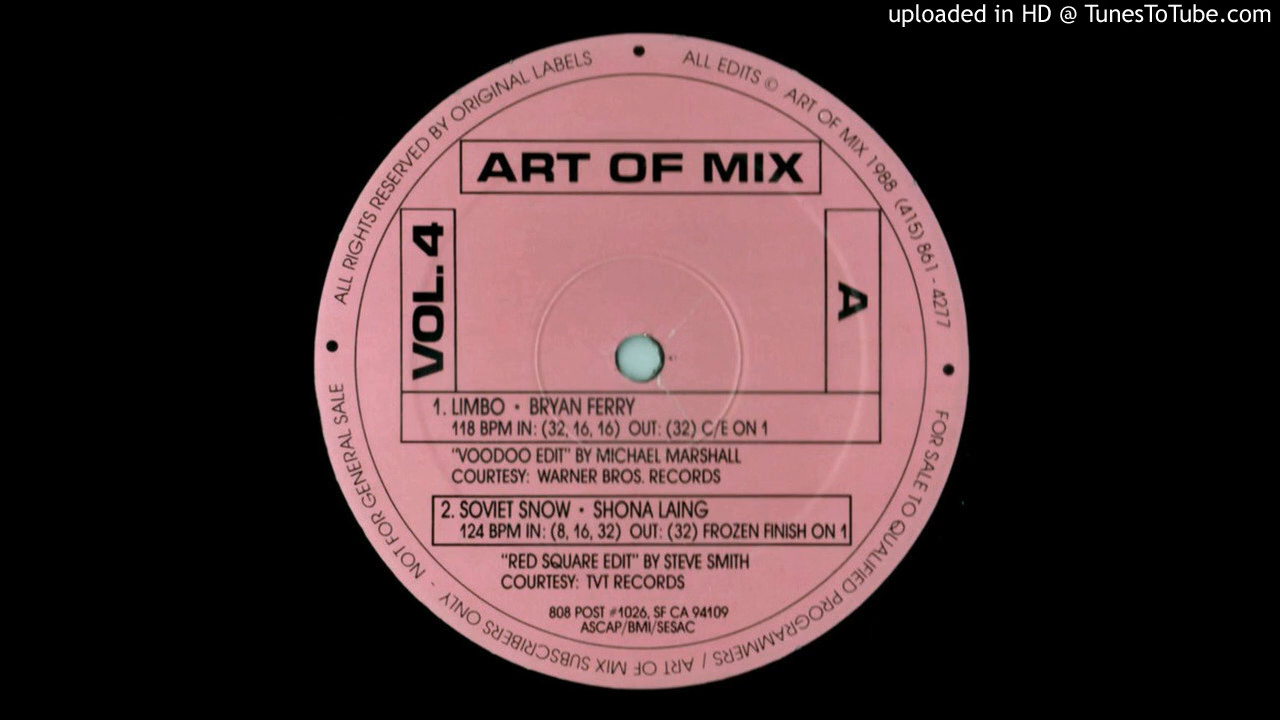 uploaded in HD @ TunesToTube.com
ALL RIGHTS RESERVED BY ORIGINAL LABELS
ALL EDITS © ART OF MIX 1988 (415) 861 - 4277
FOR SALE TO QUALIFIED PROGRAMMERS / ART OF MIX SUBSCRIBERS ONLY - NOT FOR GENERAL SALE
ART OF MIX
VOL. 4
A
1. LIMBO • BRYAN FERRY
118 BPM IN: (32, 16, 16) OUT: (32) C/E ON 1
"VOODOO EDIT" BY MICHAEL MARSHALL
COURTESY: WARNER BROS. RECORDS
2. SOVIET SNOW • SHONA LAING
124 BPM IN: (8, 16, 32) OUT: (32) FROZEN FINISH ON 1
"RED SQUARE EDIT" BY STEVE SMITH
COURTESY: TVT RECORDS
808 POST #1026, SF CA 94109
ASCAP/BMI/SESAC